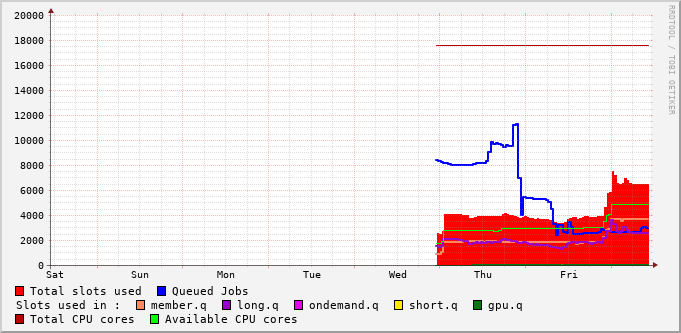 RRDTOOL / TOBI OETIKER
20000
18000
16000
14000
12000
10000
8000
6000
4000
2000
0
Sat Sun Mon Tue Wed Thu Fri
Total slots used Queued Jobs
Slots used in : member.q long.q ondemand.q short.q gpu.q
Total CPU cores Available CPU cores